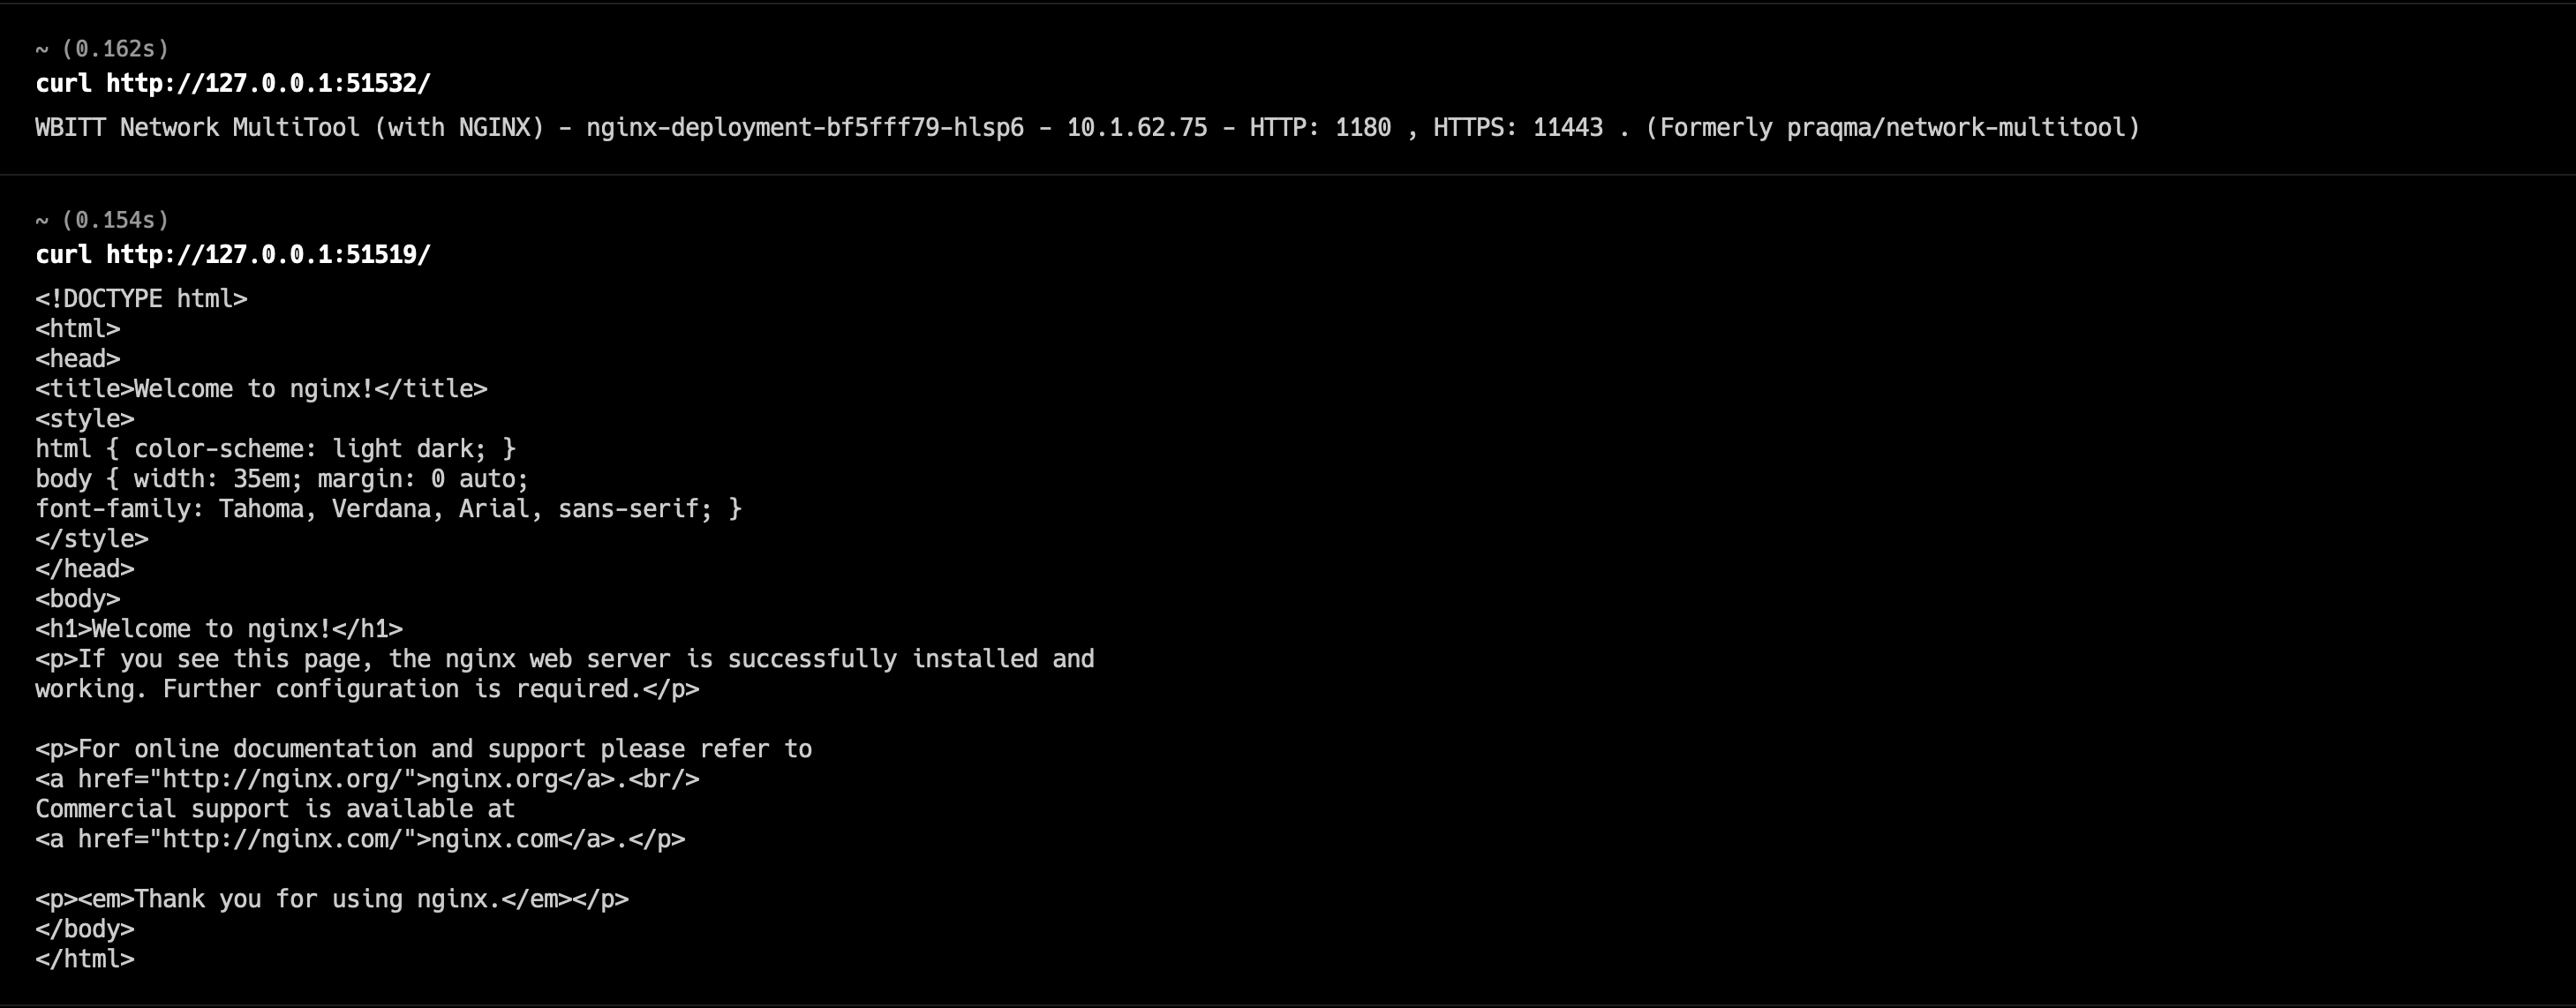 ~ (0.162s)
curl http://127.0.0.1:51532/
WBITT Network MultiTool (with NGINX) - nginx-deployment-bf5fff79-hlsp6 - 10.1.62.75 - HTTP: 1180 , HTTPS: 11443 . (Formerly praqma/network-multitool)
~ (0.154s)
curl http://127.0.0.1:51519/
<!DOCTYPE html>
<html>
<head>
<title>Welcome to nginx!</title>
<style>
html { color-scheme: light dark; }
body { width: 35em; margin: 0 auto;
font-family: Tahoma, Verdana, Arial, sans-serif; }
</style>
</head>
<body>
<h1>Welcome to nginx!</h1>
<p>If you see this page, the nginx web server is successfully installed and
working. Further configuration is required.</p>

<p>For online documentation and support please refer to
<a href="http://nginx.org/">nginx.org</a>.<br/>
Commercial support is available at
<a href="http://nginx.com/">nginx.com</a>.</p>

<p><em>Thank you for using nginx.</em></p>
</body>
</html>